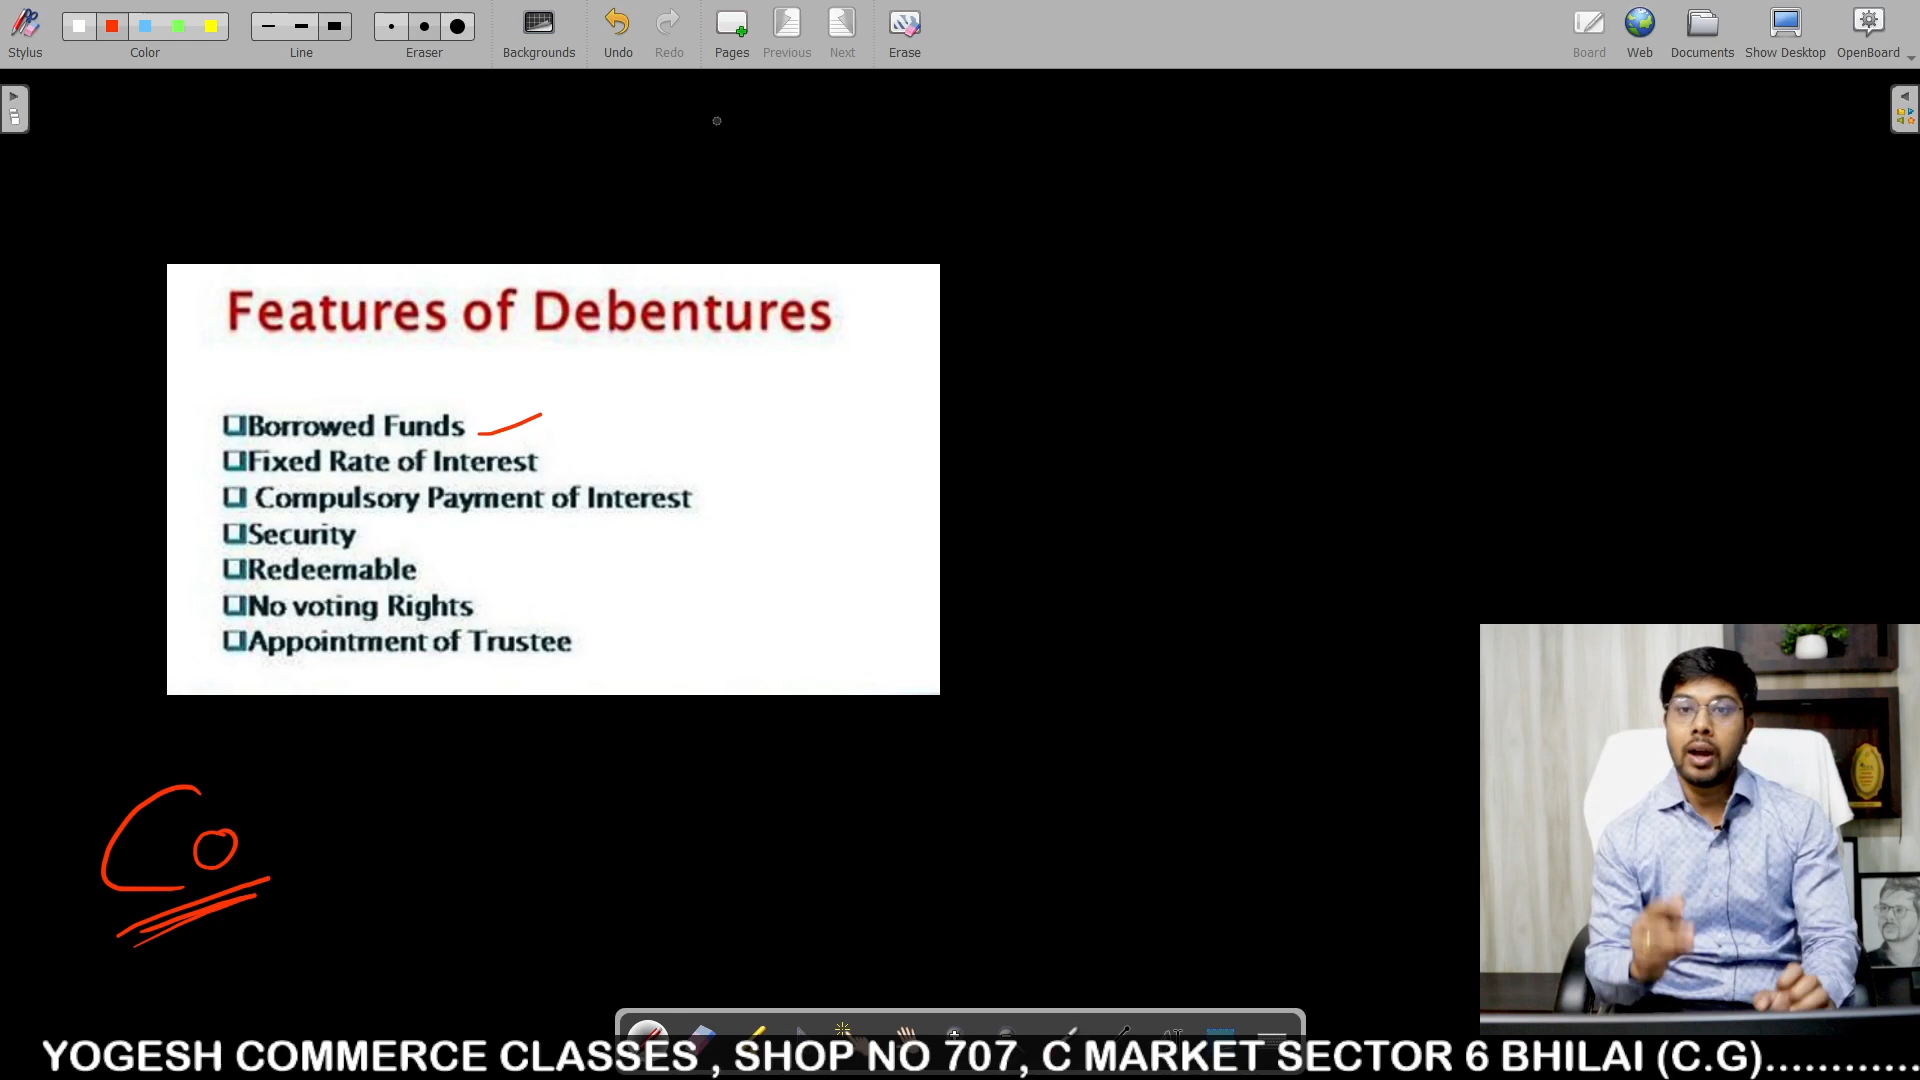 Stylus Color Line Eraser Backgrounds Undo Redo Pages Previous Next Erase Board Web Documents Show Desktop OpenBoard
Features of Debentures
Borrowed Funds
Fixed Rate of Interest
Compulsory Payment of Interest
Security
Redeemable
No voting Rights
Appointment of Trustee
Co
YOGESH COMMERCE CLASSES , SHOP NO 707, C MARKET SECTOR 6 BHILAI (C.G)............